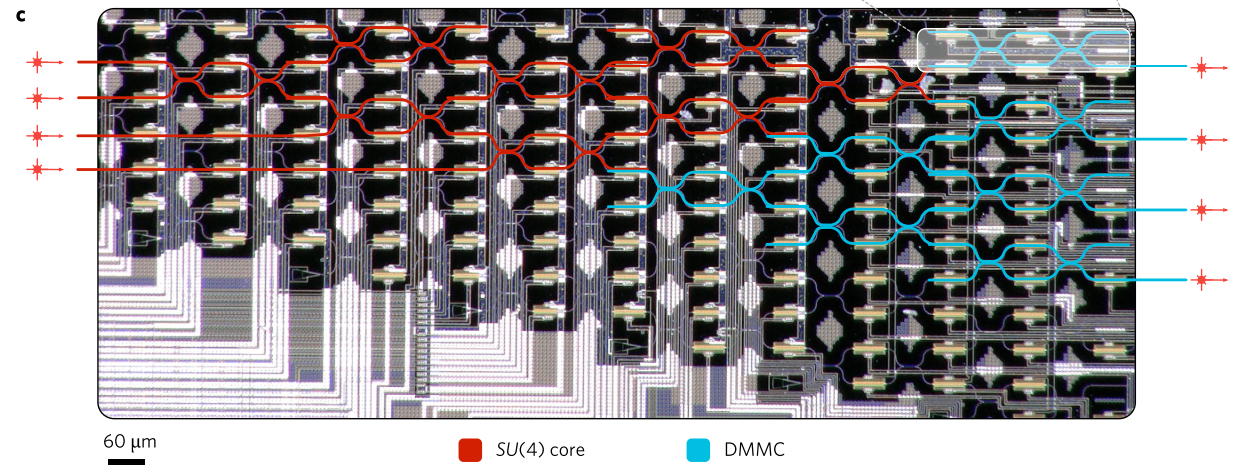 c
60 μm
SU(4) core
DMMC